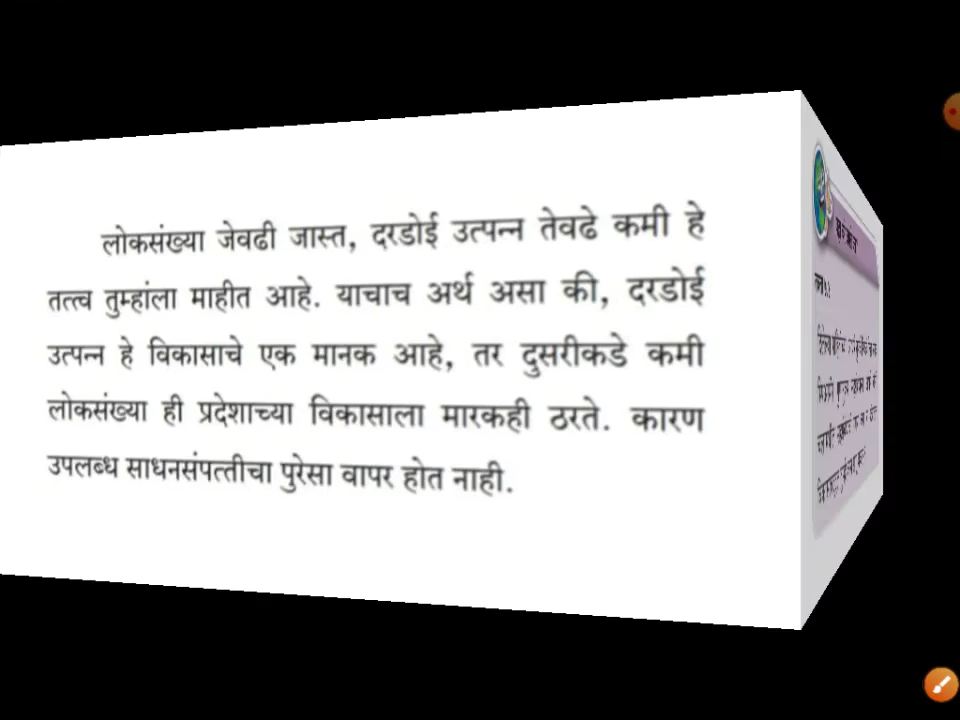 लोकसंख्या जेवढी जास्त, दरडोई उत्पन्न तेवढे कमी हे
तत्त्व तुम्हांला माहीत आहे. याचाच अर्थ असा की, दरडोई
उत्पन्न हे विकासाचे एक मानक आहे, तर दुसरीकडे कमी
लोकसंख्या ही प्रदेशाच्या विकासाला मारकही ठरते. कारण
उपलब्ध साधनसंपत्तीचा पुरेसा वापर होत नाही.